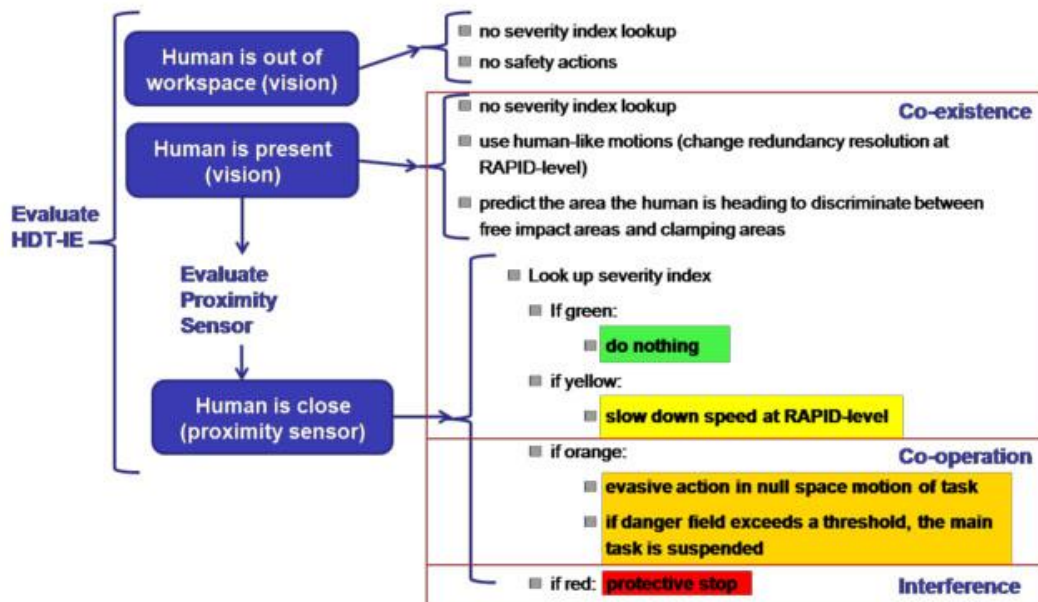 Human is out of
workspace (vision)
no severity index lookup
no safety actions
Human is present
(vision)
Co-existence
no severity index lookup
use human-like motions (change redundancy resolution at
RAPID-level)
predict the area the human is heading to discriminate between
free impact areas and clamping areas
Evaluate
HDT-IE
Evaluate
Proximity
Sensor
Human is close
(proximity sensor)
Look up severity index
If green:
do nothing
if yellow:
slow down speed at RAPID-level
Co-operation
if orange:
evasive action in null space motion of task
if danger field exceeds a threshold, the main
task is suspended
if red: protective stop
Interference